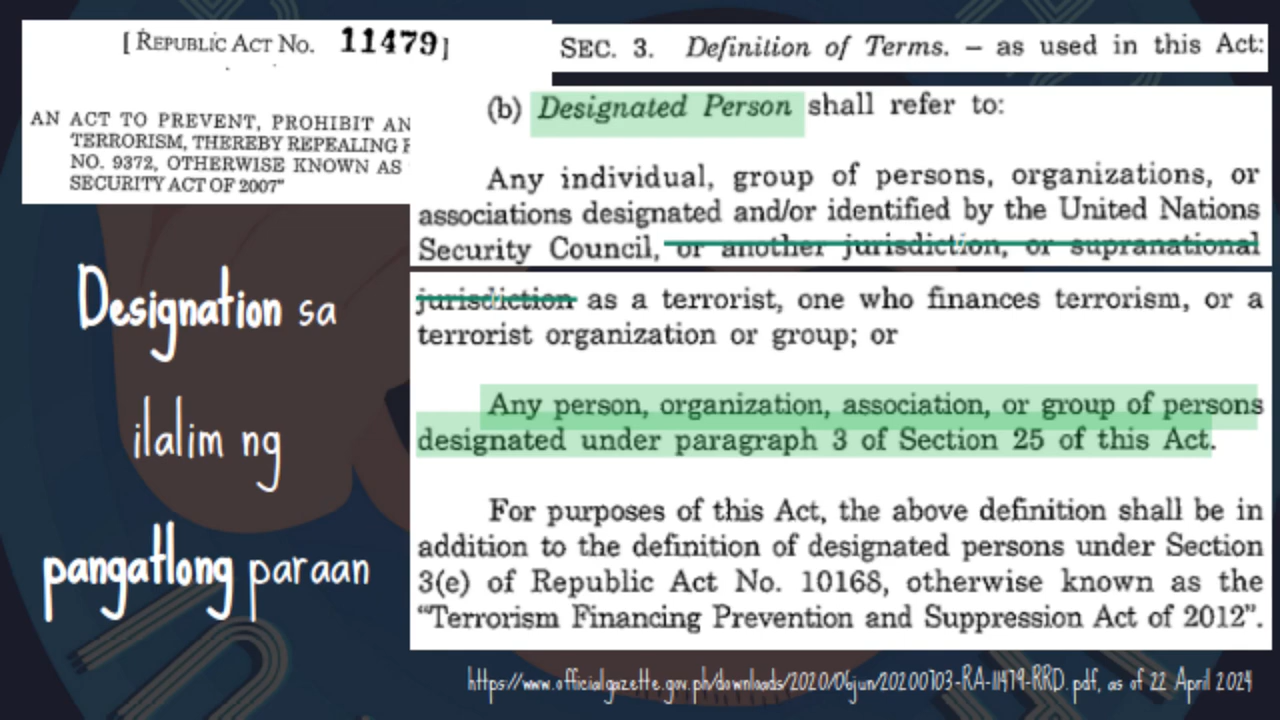 [ REPUBLIC ACT NO. 11479 ]
AN ACT TO PREVENT, PROHIBIT AN
TERRORISM, THEREBY REPEALING
NO. 9372, OTHERWISE KNOWN AS
SECURITY ACT OF 2007"
SEC. 3. Definition of Terms. – as used in this Act:
(b) Designated Person shall refer to:
Any individual, group of persons, organizations, or
associations designated and/or identified by the United Nations
Security Council, or another jurisdiction, or supranational
jurisdiction as a terrorist, one who finances terrorism, or a
terrorist organization or group; or
Any person, organization, association, or group of persons
designated under paragraph 3 of Section 25 of this Act.
For purposes of this Act, the above definition shall be in
addition to the definition of designated persons under Section
3(e) of Republic Act No. 10168, otherwise known as the
“Terrorism Financing Prevention and Suppression Act of 2012”.
Designation sa
ilalim ng
pangatlong paraan
https://www.officialgazette.gov.ph/downloads/2020/06jun/20200703-RA-11479-RRD.pdf, as of 22 April 2024